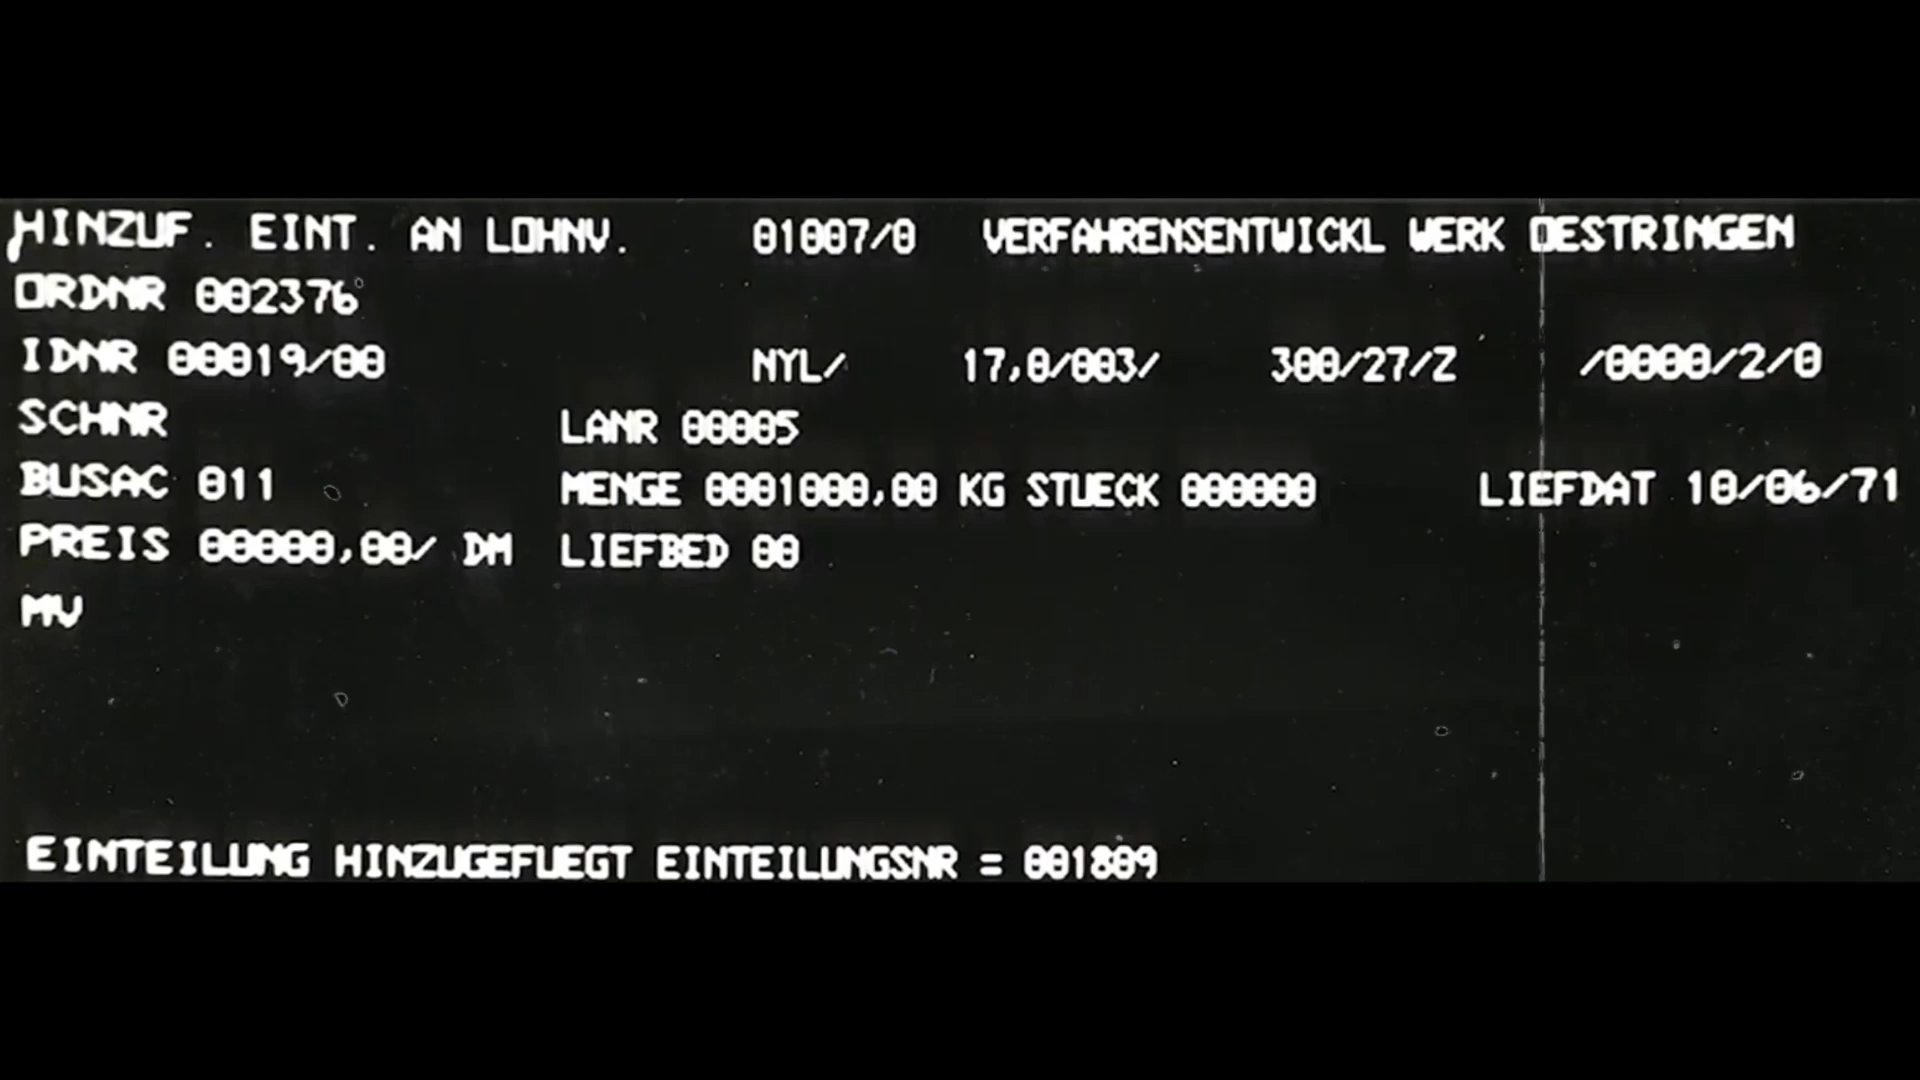 HINZUF. EINT. AN LOHNV. 01007/0 VERFAHRENSENTWICKL WERK OESTRINGEN
ORDNR 002376
IDNR 00019/00 NYL/ 17,0/003/ 300/27/Z /0000/2/0
SCHNR LANR 00005
BUSAC 011 MENGE 0001000,00 KG STUECK 000000 LIEFDAT 10/06/71
PREIS 00000,00/ DM LIEFBED 00
MV
EINTEILUNG HINZUGEFUEGT EINTEILUNGSNR = 001809